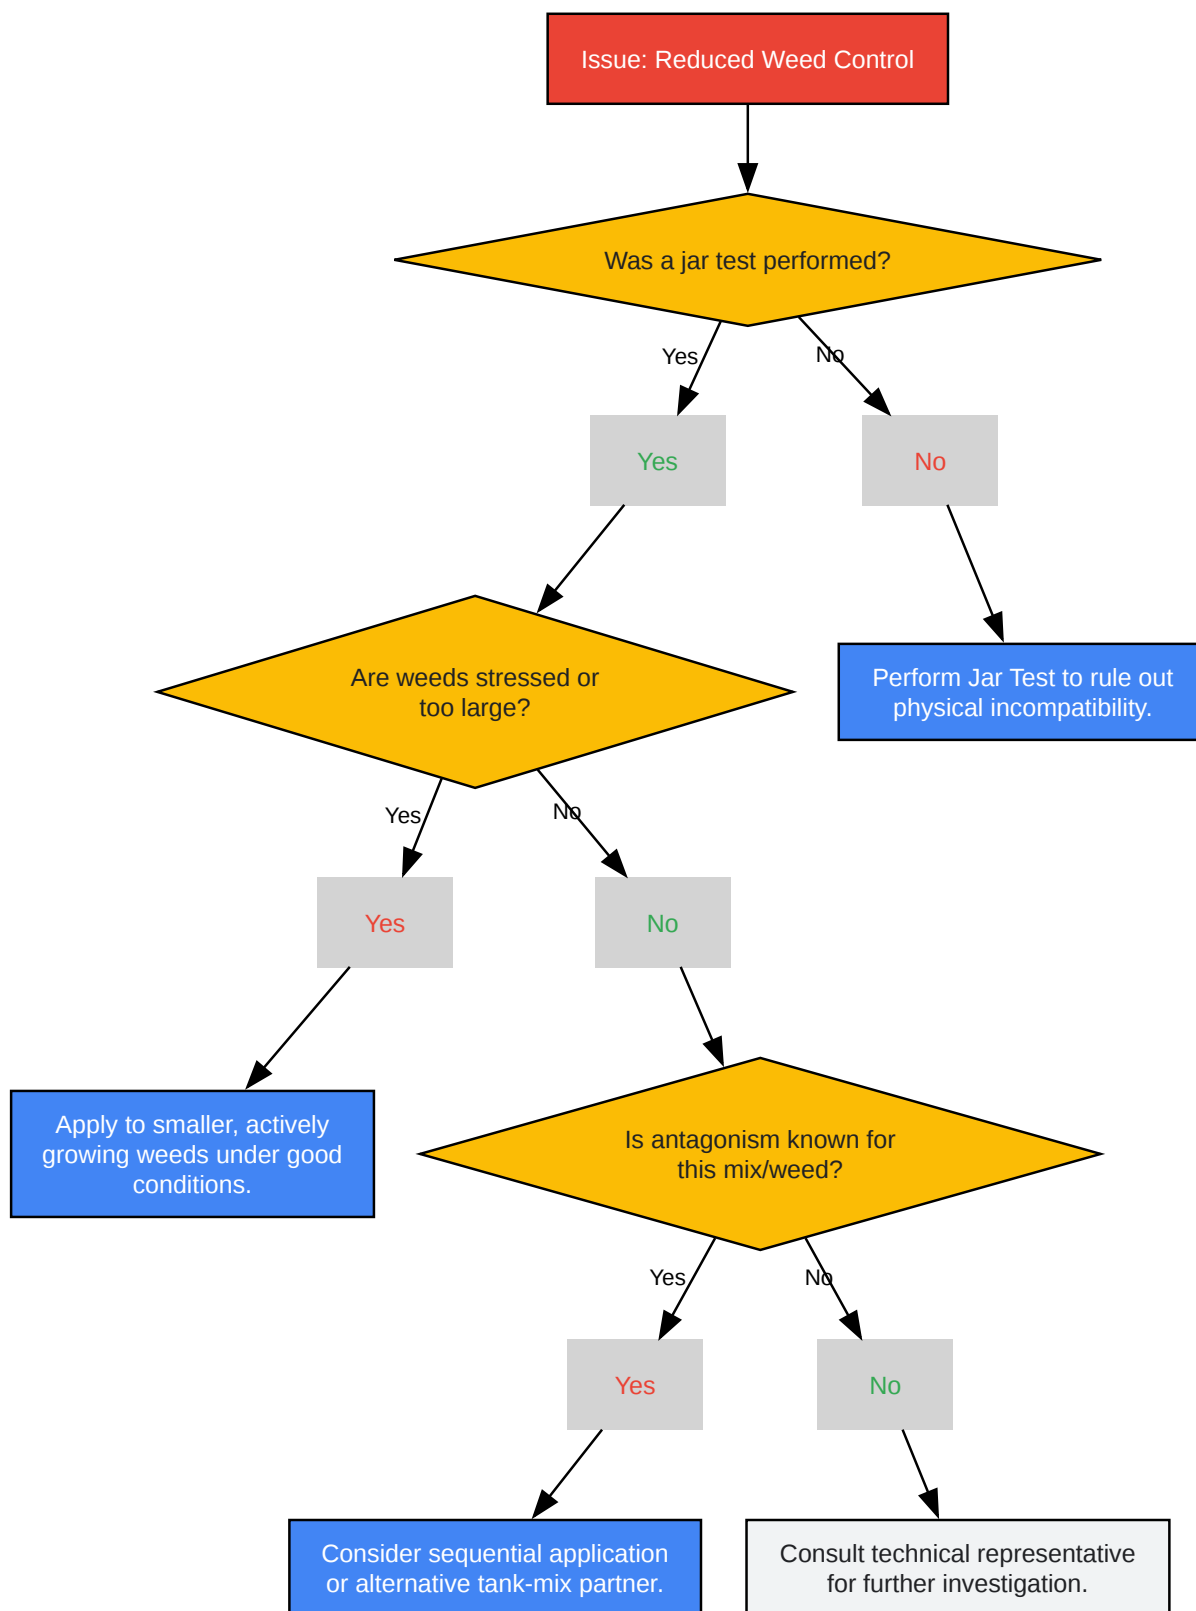 Issue: Reduced Weed Control
Was a jar test performed?
Yes
No
Yes
No
Are weeds stressed or
too large?
Perform Jar Test to rule out
physical incompatibility.
Yes
No
Yes
No
Apply to smaller, actively
growing weeds under good
conditions.
Is antagonism known for
this mix/weed?
Yes
No
Yes
No
Consider sequential application
or alternative tank-mix partner.
Consult technical representative
for further investigation.